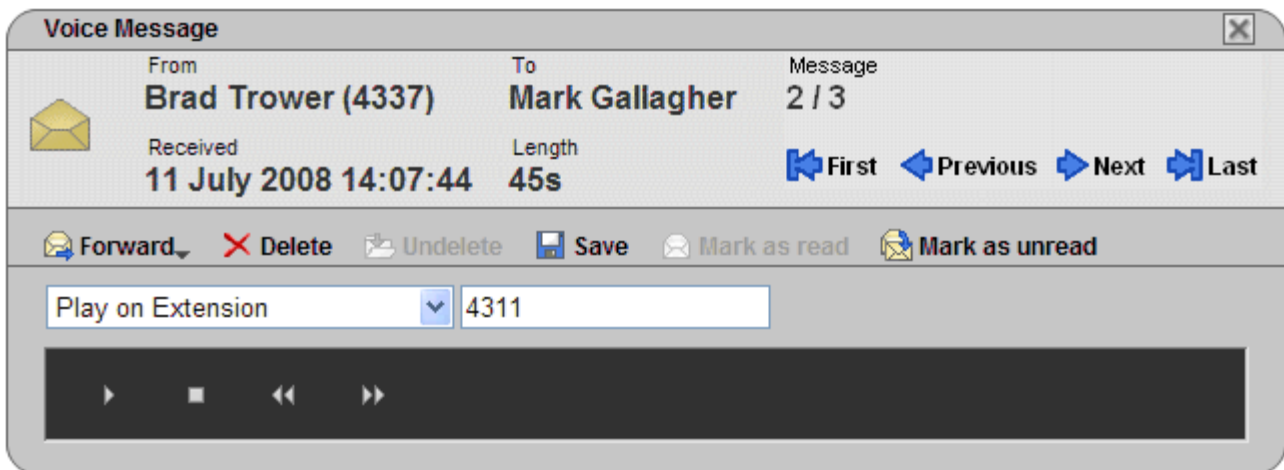 Voice Message
From To Message
Brad Trower (4337) Mark Gallagher 2 / 3
Received Length
11 July 2008 14:07:44 45s First Previous Next Last
Forward Delete Undelete Save Mark as read Mark as unread
Play on Extension 4311